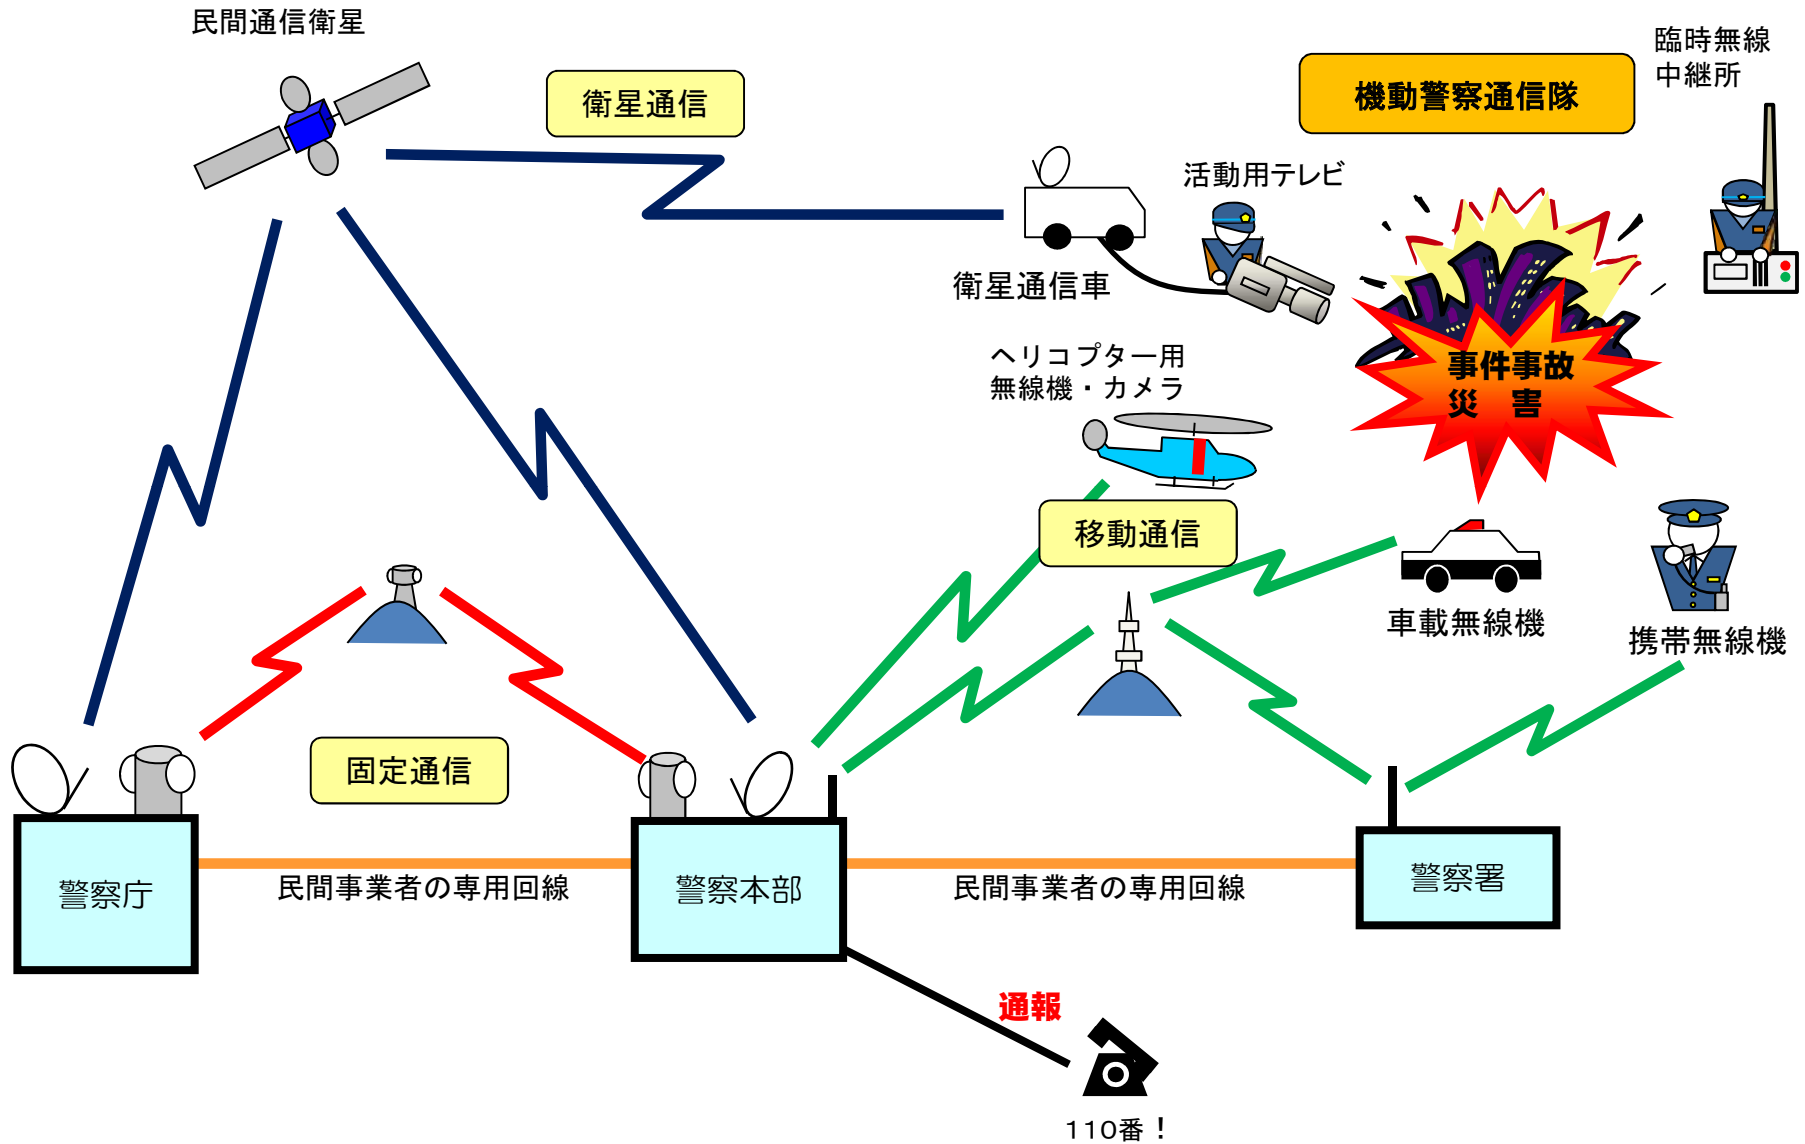 民間通信衛星
衛星通信
機動警察通信隊
臨時無線
中継所
活動用テレビ
衛星通信車
ヘリコプター用
無線機・カメラ
事件事故
災　害
移動通信
車載無線機
携帯無線機
固定通信
警察庁
民間事業者の専用回線
警察本部
民間事業者の専用回線
警察署
通報
110番！